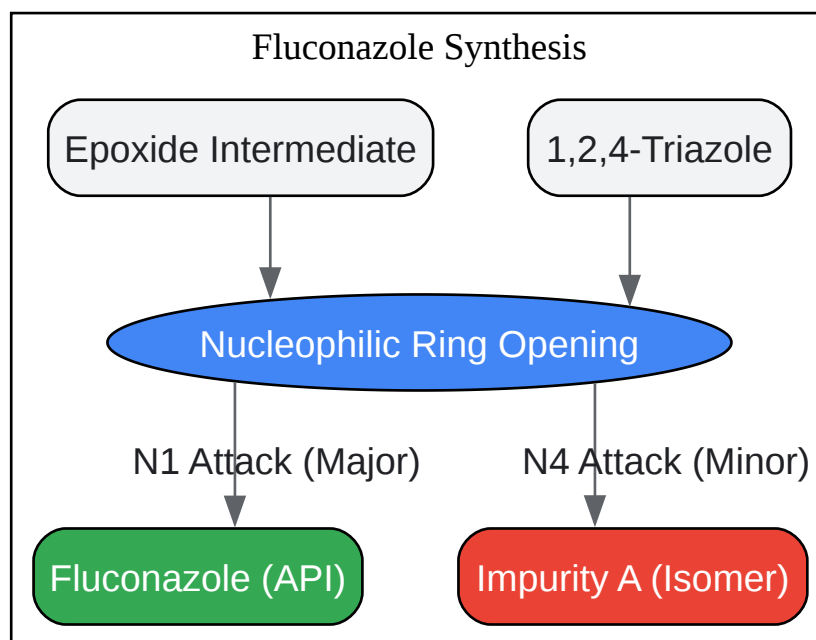 Fluconazole Synthesis
Epoxide Intermediate
1,2,4-Triazole
Nucleophilic Ring Opening
N1 Attack (Major)
N4 Attack (Minor)
Fluconazole (API)
Impurity A (Isomer)